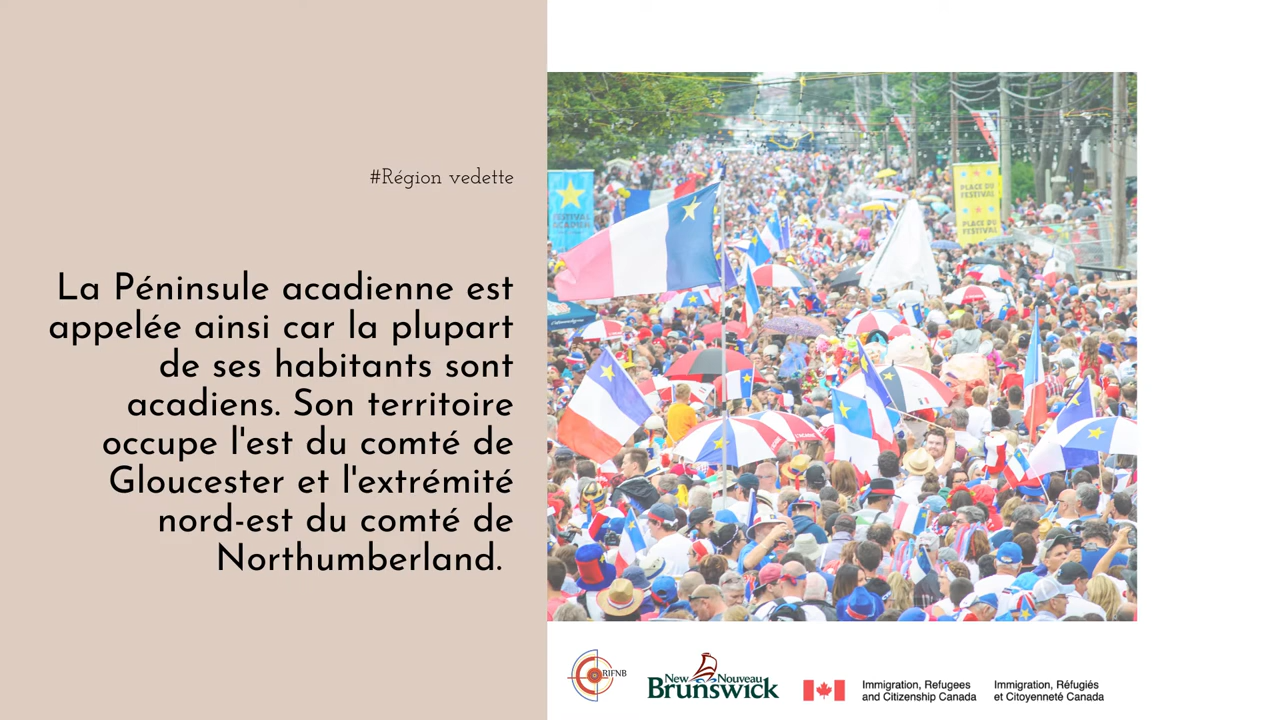 #Région vedette
La Péninsule acadienne est
appelée ainsi car la plupart
de ses habitants sont
acadiens. Son territoire
occupe l'est du comté de
Gloucester et l'extrémité
nord-est du comté de
Northumberland.
FESTIVAL
PLACE DU
FESTIVAL
PLACE DU
FESTIVAL
RIFNB
New Nouveau
Brunswick
Immigration, Refugees
and Citizenship Canada
Immigration, Réfugiés
et Citoyenneté Canada